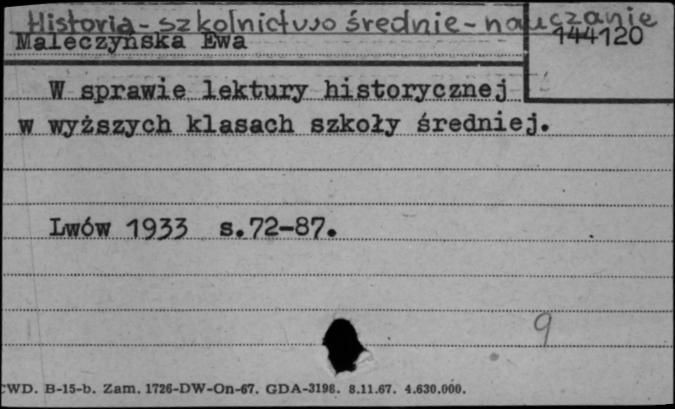 Historia - szkolnictwo średnie - nauczanie
Maleczyńska Ewa
144120
W sprawie lektury historycznej
w wyższych klasach szkoły średniej.
Lwów 1933 s.72-87.
9
CWD. B-15-b. Zam. 1726-DW-On-67. GDA-3198. 8.11.67. 4.630.000.